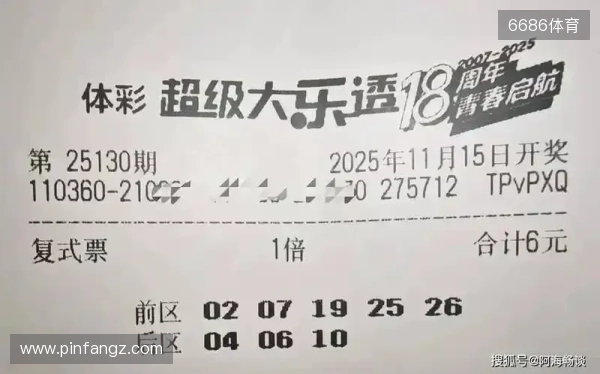 6686体育
体彩 超级大乐透 18 2007-2025 周年 青春启航
第 25130期 2025年11月15日开奖
110360-210 0 275712 TPvPXQ
复式票 1倍 合计6元
前区 02 07 19 25 26
后区 04 06 10
www.pinfangz.com
搜狐号@阿海畅谈